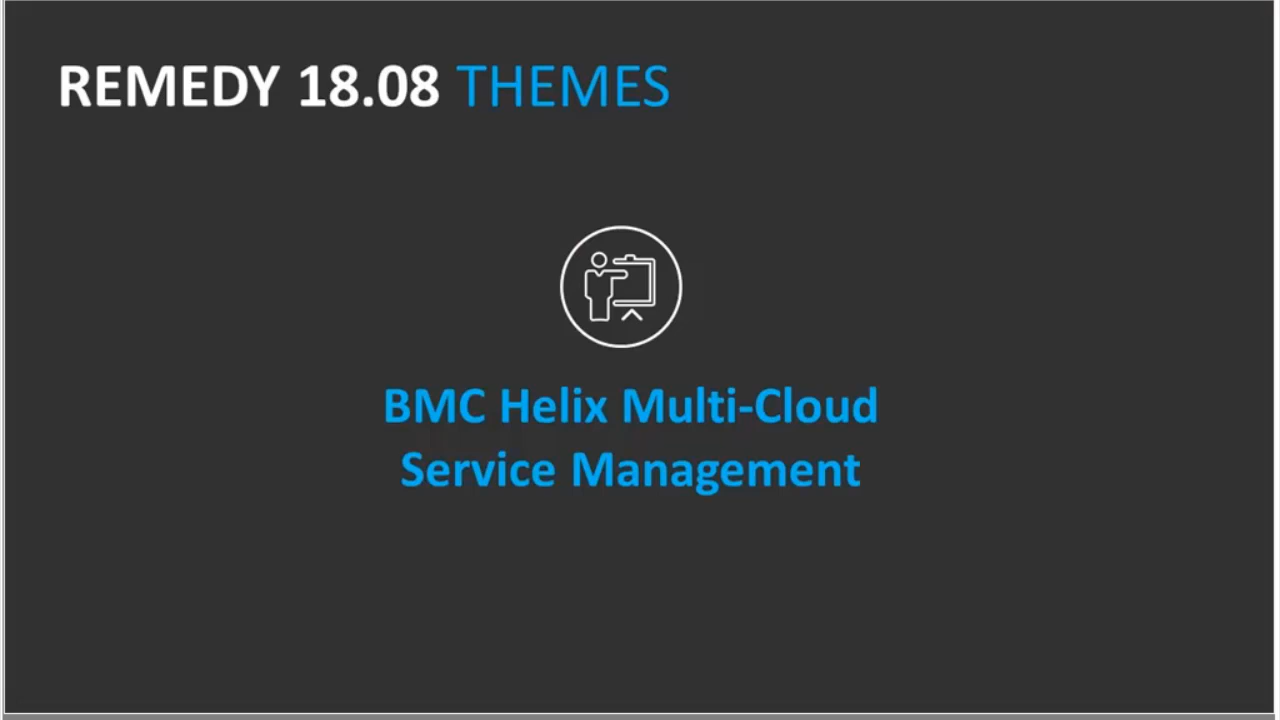 REMEDY 18.08 THEMES
BMC Helix Multi-Cloud
Service Management